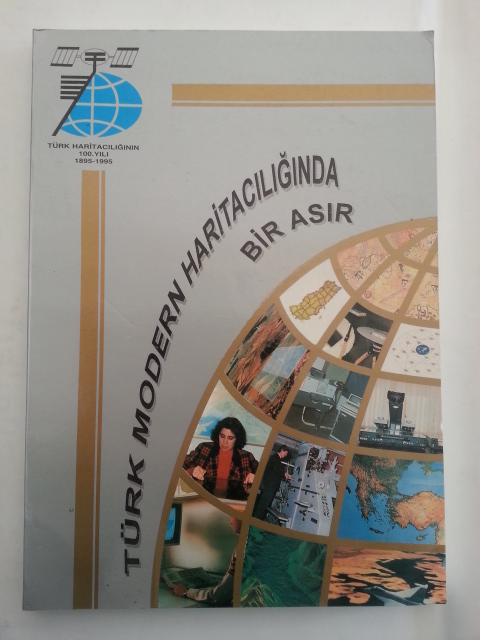 TÜRK HARİTACILIĞININ
100.YILI
1895-1995
TÜRK MODERN HARİTACILIĞINDA
BİR ASIR